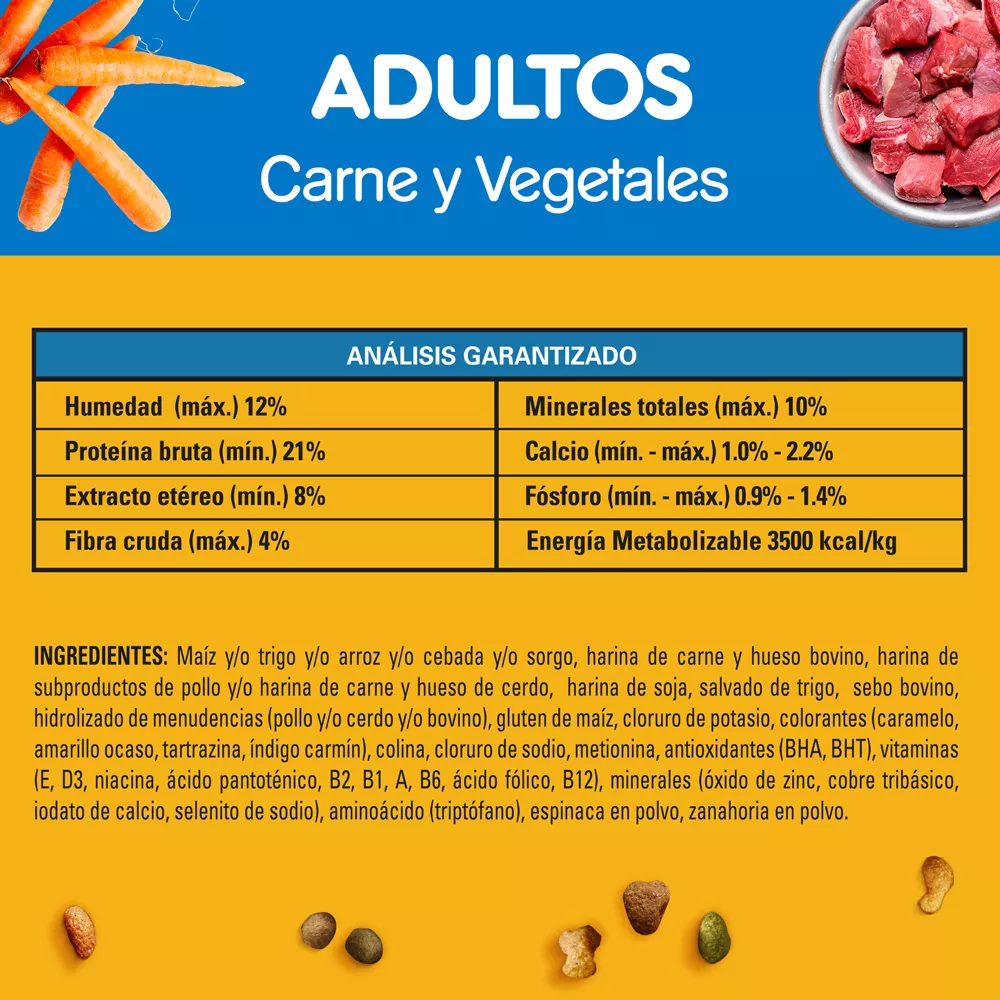 ADULTOS
Carne y Vegetales
ANÁLISIS GARANTIZADO
Humedad (máx.) 12%
Minerales totales (máx.) 10%
Proteína bruta (mín.) 21%
Calcio (mín. - máx.) 1.0% - 2.2%
Extracto etéreo (mín.) 8%
Fósforo (mín. - máx.) 0.9% - 1.4%
Fibra cruda (máx.) 4%
Energía Metabolizable 3500 kcal/kg
INGREDIENTES: Maíz y/o trigo y/o arroz y/o cebada y/o sorgo, harina de carne y hueso bovino, harina de
subproductos de pollo y/o harina de carne y hueso de cerdo, harina de soja, salvado de trigo, sebo bovino,
hidrolizado de menudencias (pollo y/o cerdo y/o bovino), gluten de maíz, cloruro de potasio, colorantes (caramelo,
amarillo ocaso, tartrazina, índigo carmín), colina, cloruro de sodio, metionina, antioxidantes (BHA, BHT), vitaminas
(E, D3, niacina, ácido pantoténico, B2, B1, A, B6, ácido fólico, B12), minerales (óxido de zinc, cobre tribásico,
iodato de calcio, selenito de sodio), aminoácido (triptófano), espinaca en polvo, zanahoria en polvo.